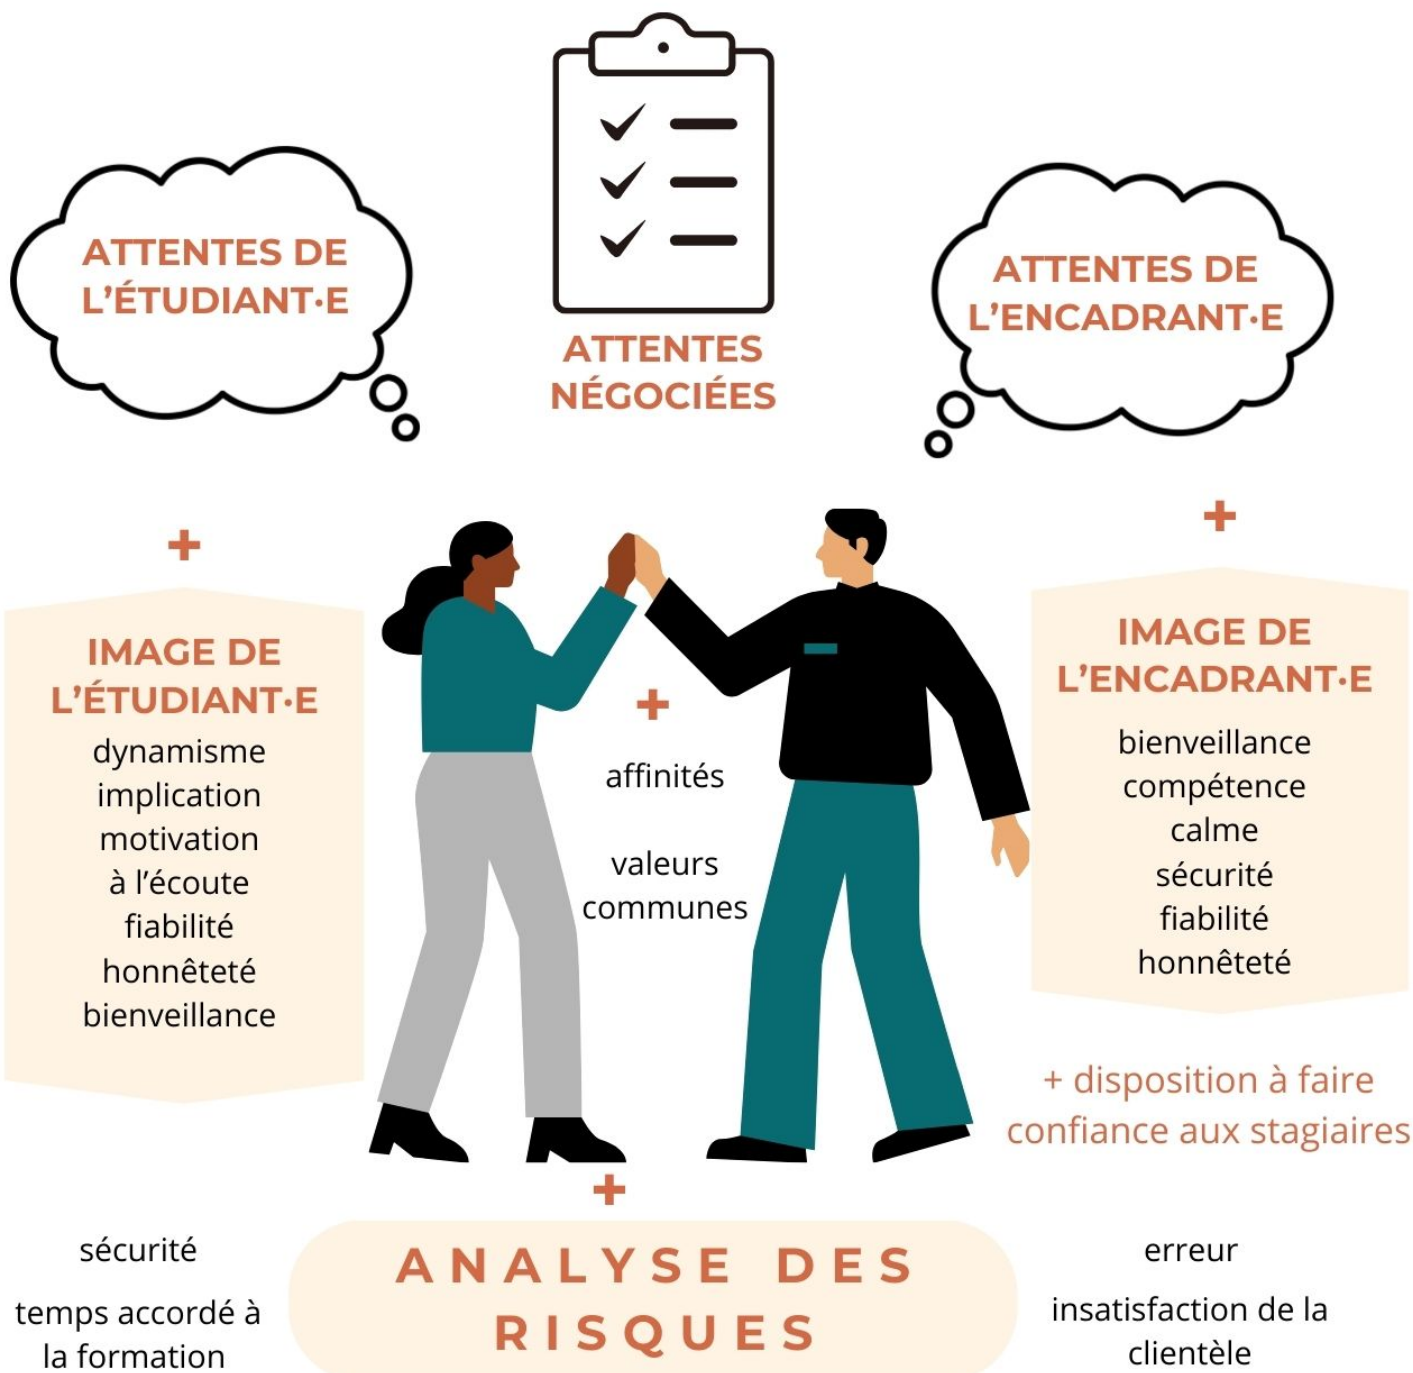 ATTENTES DE
L'ÉTUDIANT·E
ATTENTES
NÉGOCIÉES
ATTENTES DE
L'ENCADRANT·E
+
IMAGE DE
L'ÉTUDIANT·E
dynamisme
implication
motivation
à l'écoute
fiabilité
honnêteté
bienveillance
+
affinités
valeurs
communes
+
IMAGE DE
L'ENCADRANT·E
bienveillance
compétence
calme
sécurité
fiabilité
honnêteté
+ disposition à faire
confiance aux stagiaires
+
sécurité
temps accordé à
la formation
ANALYSE DES
RISQUES
erreur
insatisfaction de la
clientèle